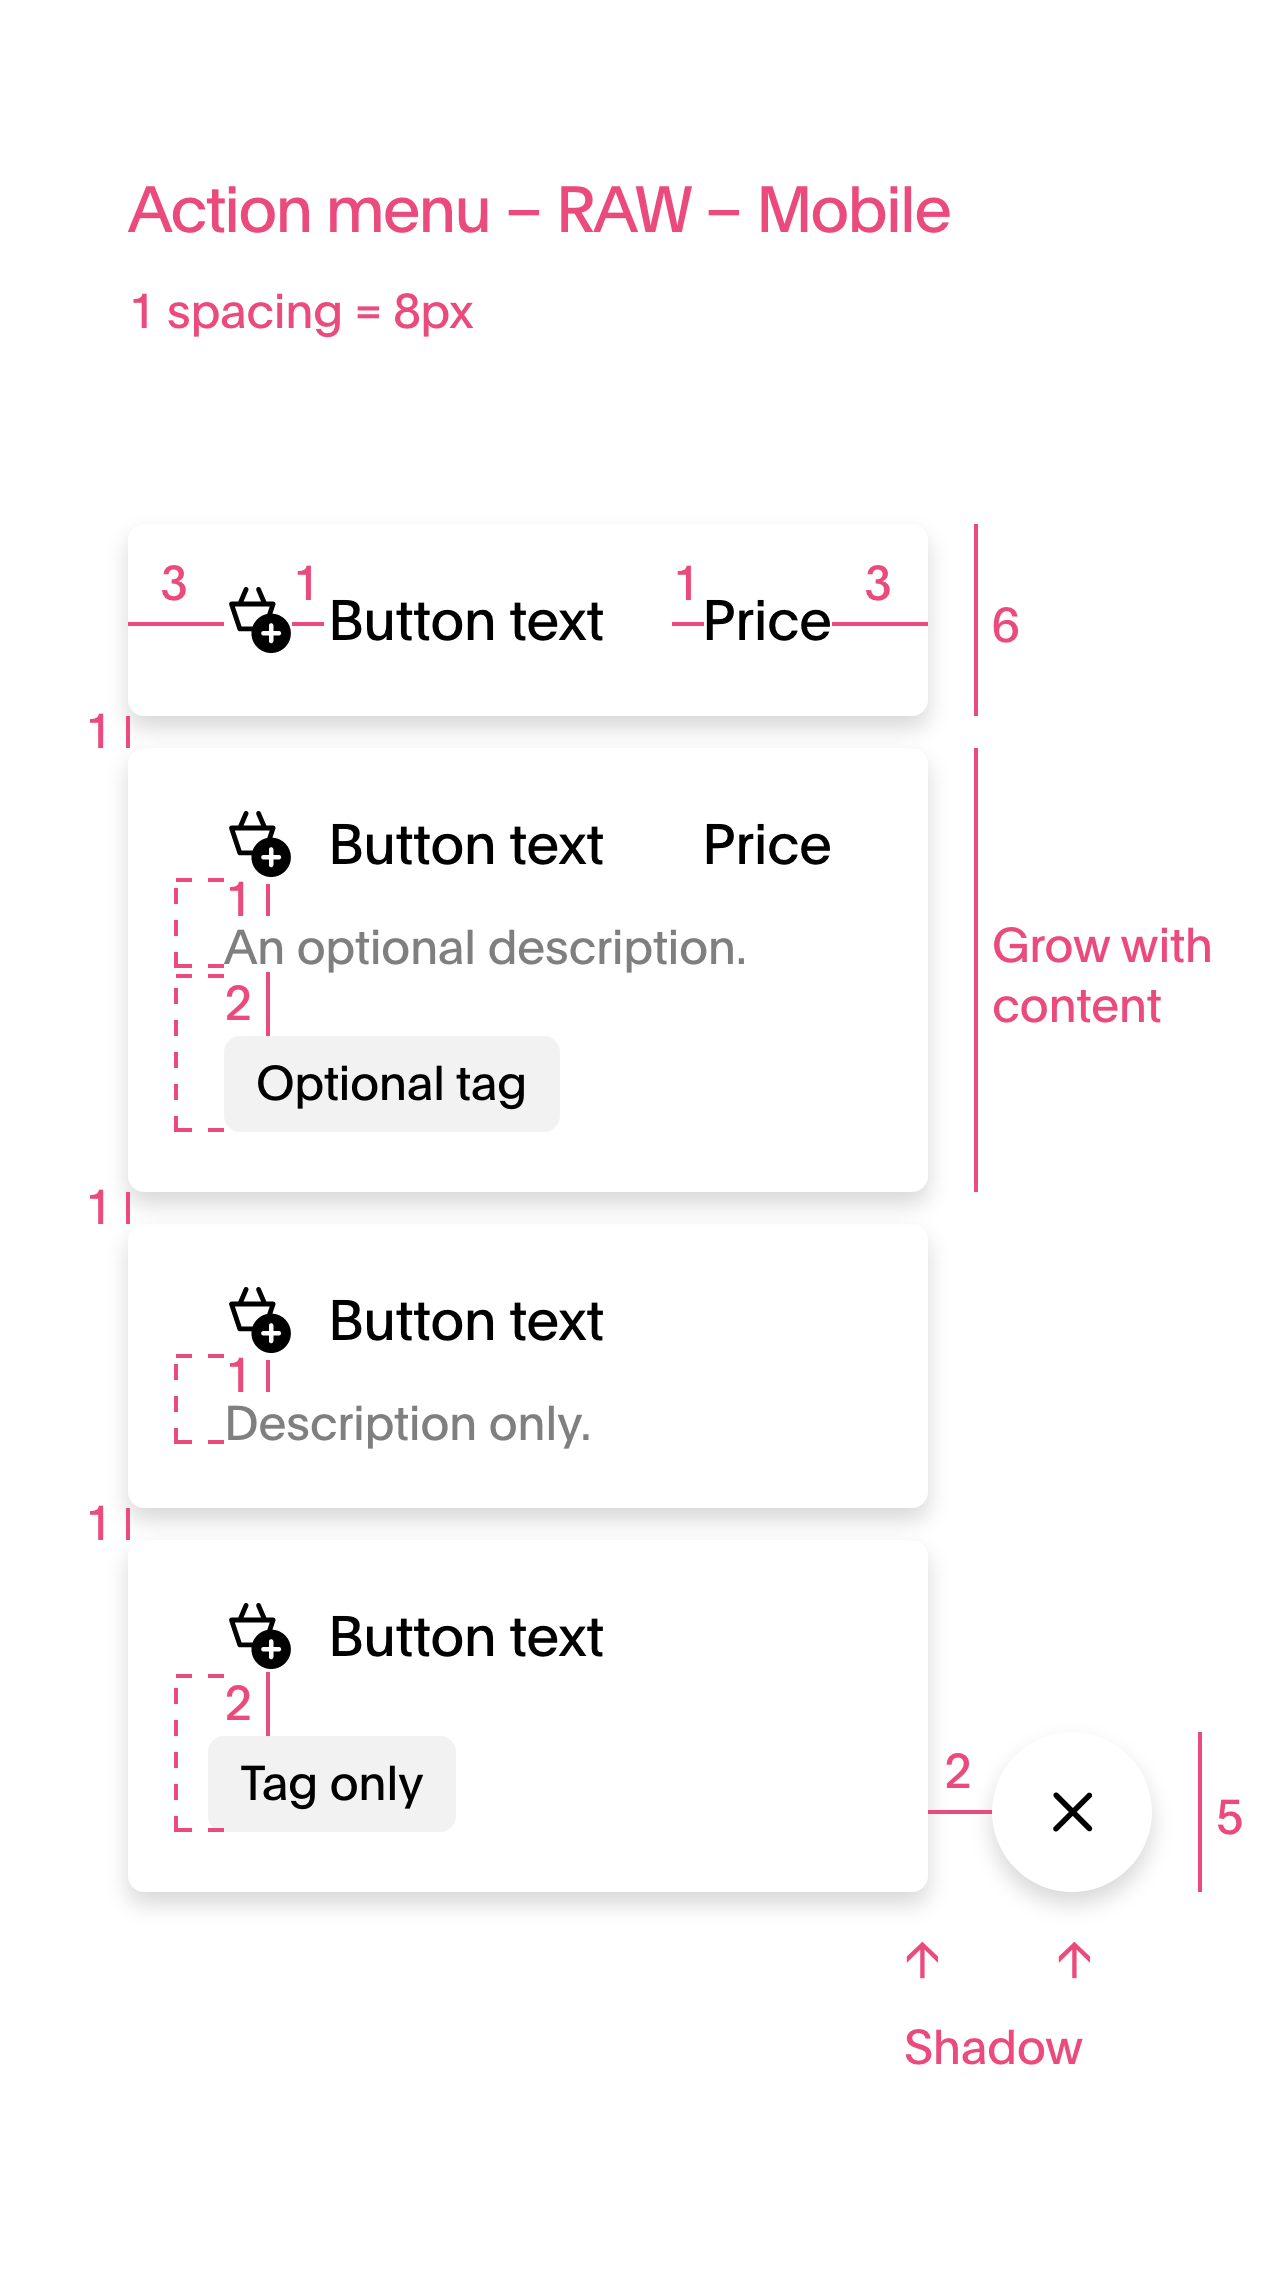 Action menu – RAW – Mobile
1 spacing = 8px
3 1 1 3
Button text Price
6
1
Button text Price
1
An optional description.
Grow with
content
2
Optional tag
1
Button text
1
Description only.
1
Button text
2
Tag only
2
5
Shadow